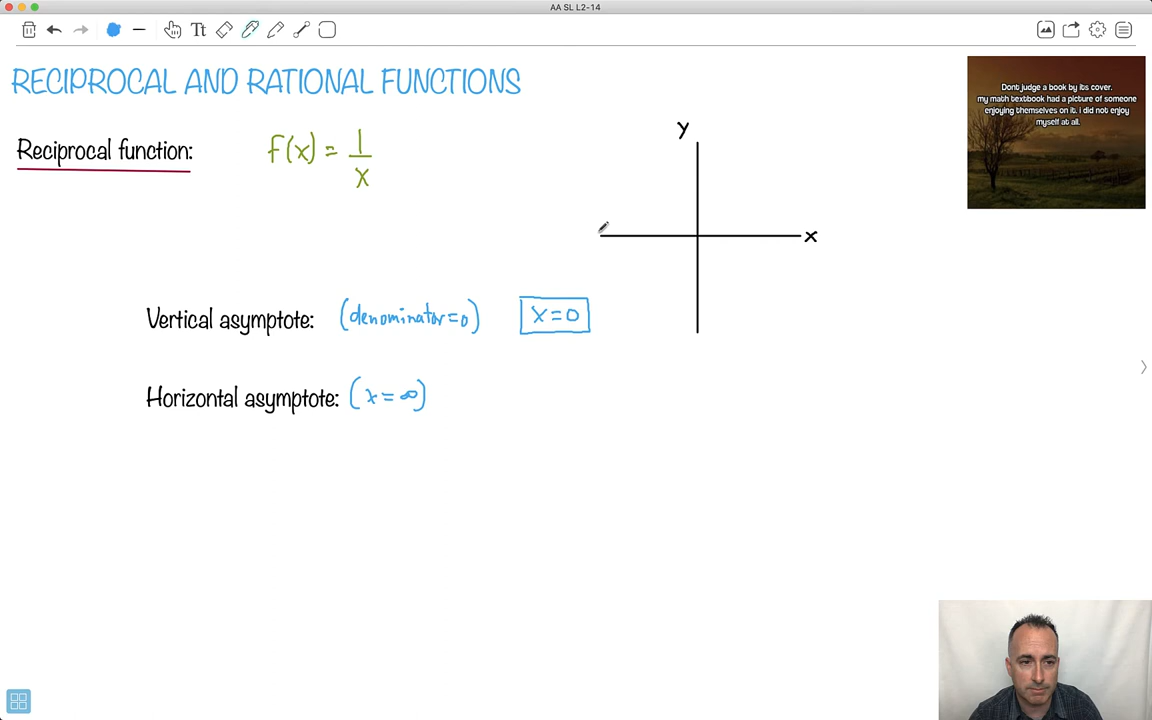 AA SL L2-14
Tt
RECIPROCAL AND RATIONAL FUNCTIONS
Dont judge a book by its cover.
my math textbook had a picture of someone
enjoying themselves on it. i did not enjoy
myself at all.
Reciprocal function: f(x) = 1/x
y
x
Vertical asymptote: (denominator=0) x=0
Horizontal asymptote: (x=∞)